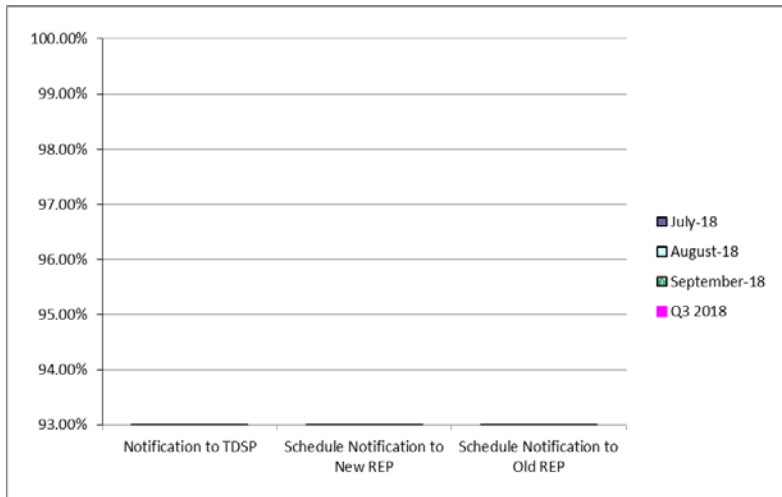 100.00%
99.00%
98.00%
97.00%
96.00%
95.00%
94.00%
93.00%
Notification to TDSP
Schedule Notification to
New REP
Schedule Notification to
Old REP
July-18
August-18
September-18
Q3 2018